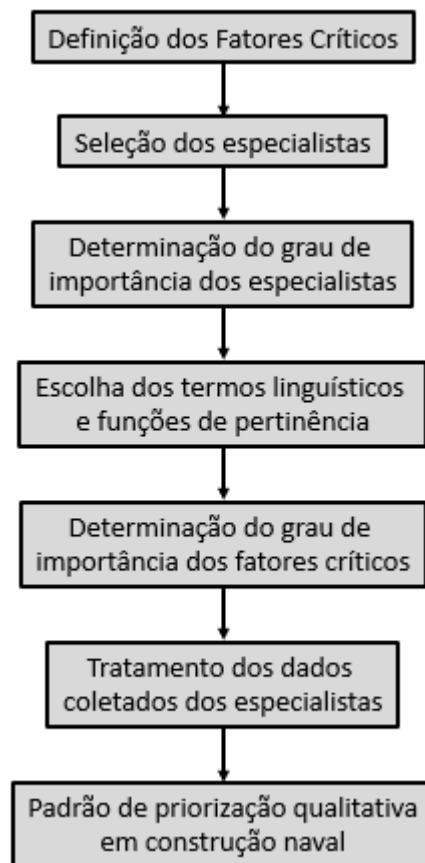 Definição dos Fatores Críticos
Seleção dos especialistas
Determinação do grau de
importância dos especialistas
Escolha dos termos linguísticos
e funções de pertinência
Determinação do grau de
importância dos fatores críticos
Tratamento dos dados
coletados dos especialistas
Padrão de priorização qualitativa
em construção naval